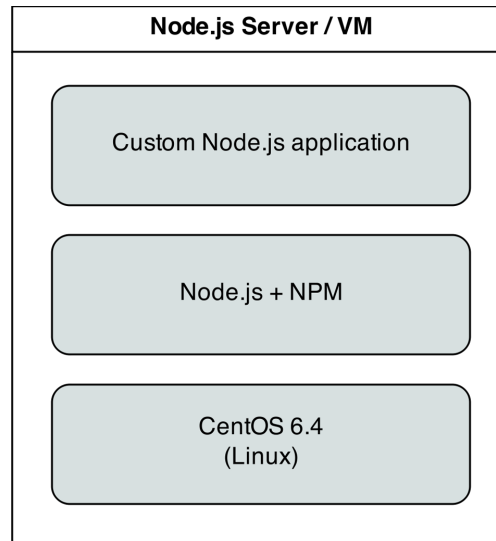 Node.js Server / VM
Custom Node.js application
Node.js + NPM
CentOS 6.4
(Linux)